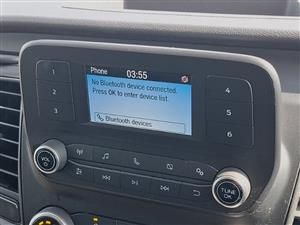 Phone 03:55
No Bluetooth device connected.
Press OK to enter device list.
Bluetooth devices
1 4
2 5
3 6
VOL
TUNE
OK